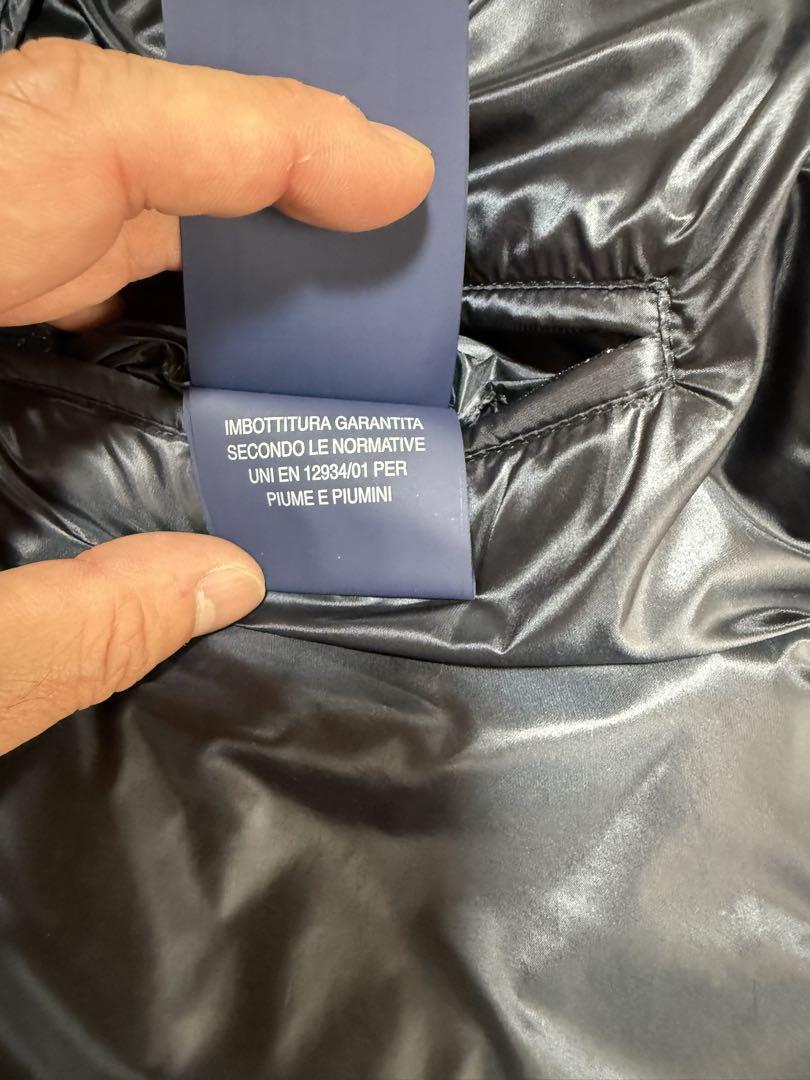 IMBOTTITURA GARANTITA
SECONDO LE NORMATIVE
UNI EN 12934/01 PER
PIUME E PIUMINI